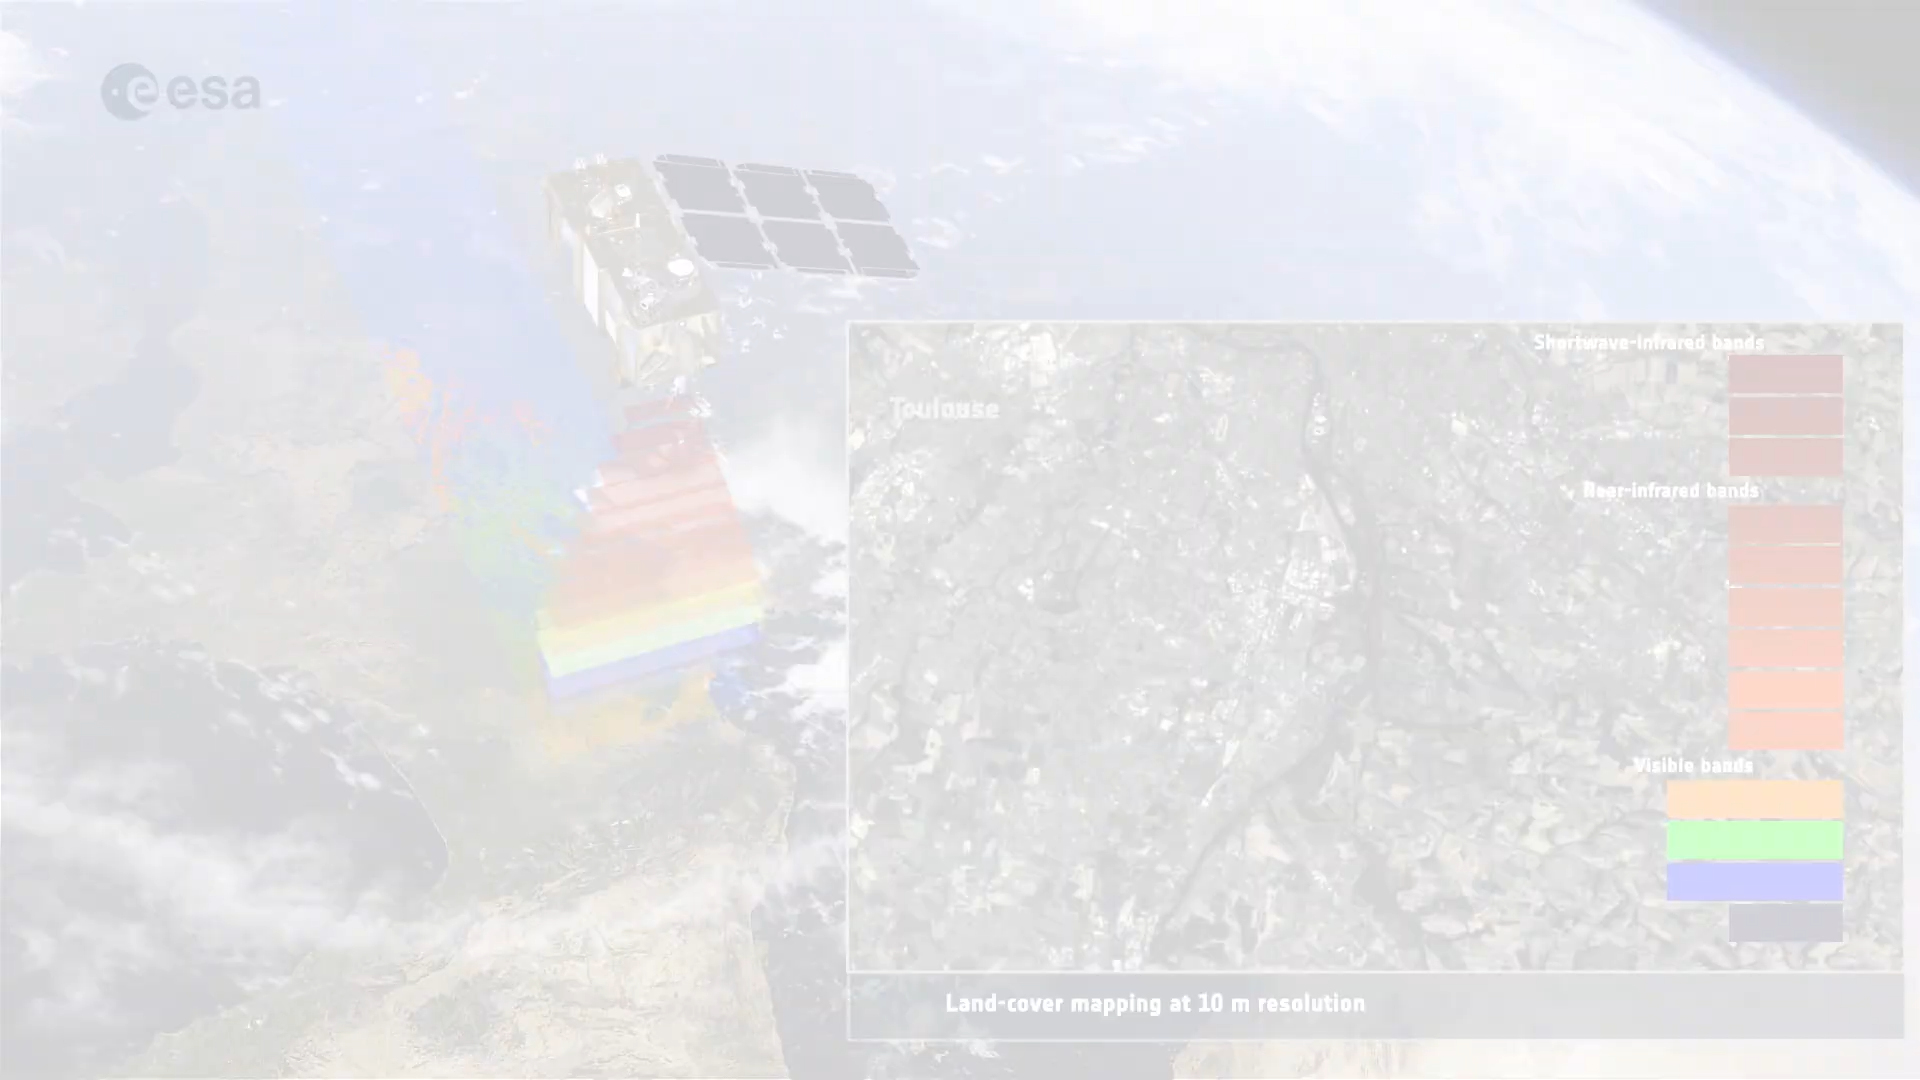 esa
Shortwave-infrared bands
Toulouse
Near-infrared bands
Visible bands
Land-cover mapping at 10 m resolution